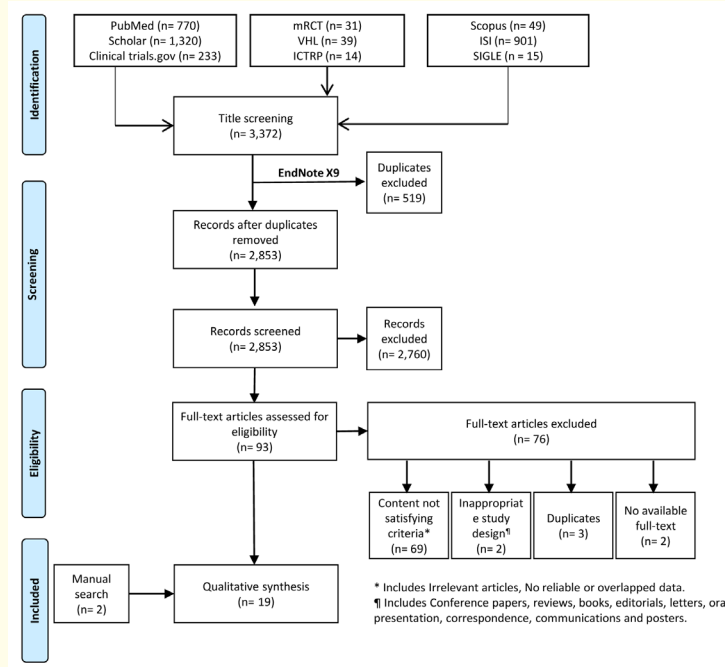 Identification
PubMed (n= 770)
Scholar (n= 1,320)
Clinical trials.gov (n= 233)
mRCT (n= 31)
VHL (n= 39)
ICTRP (n= 14)
Scopus (n= 49)
ISI (n= 901)
SIGLE (n = 15)
Title screening
(n= 3,372)
EndNote X9
Duplicates
excluded
(n= 519)
Screening
Records after duplicates
removed
(n= 2,853)
Records screened
(n= 2,853)
Records
excluded
(n= 2,760)
Eligibility
Full-text articles assessed for
eligibility
(n= 93)
Full-text articles excluded
(n= 76)
Content not
satisfying
criteria*
(n= 69)
Inappropriat
e study
design¶
(n= 2)
Duplicates
(n= 3)
No available
full-text
(n= 2)
Included
Manual
search
(n= 2)
Qualitative synthesis
(n= 19)
* Includes Irrelevant articles, No reliable or overlapped data.
¶ Includes Conference papers, reviews, books, editorials, letters, ora
presentation, correspondence, communications and posters.